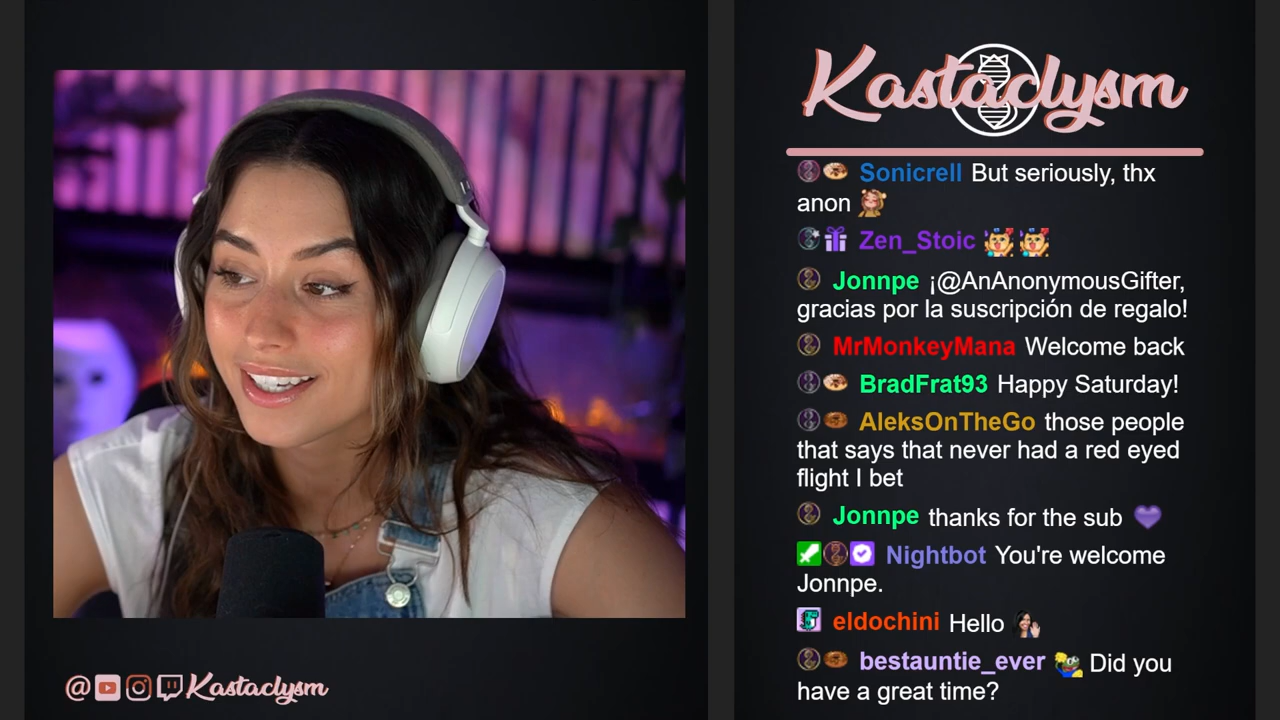 Kastaclysm
Sonicrell But seriously, thx
anon
Zen_Stoic
Jonnpe ¡@AnAnonymousGifter,
gracias por la suscripción de regalo!
MrMonkeyMana Welcome back
BradFrat93 Happy Saturday!
AleksOnTheGo those people
that says that never had a red eyed
flight I bet
Jonnpe thanks for the sub
Nightbot You're welcome
Jonnpe.
eldochini Hello
bestauntie_ever Did you
have a great time?
@ Kastaclysm